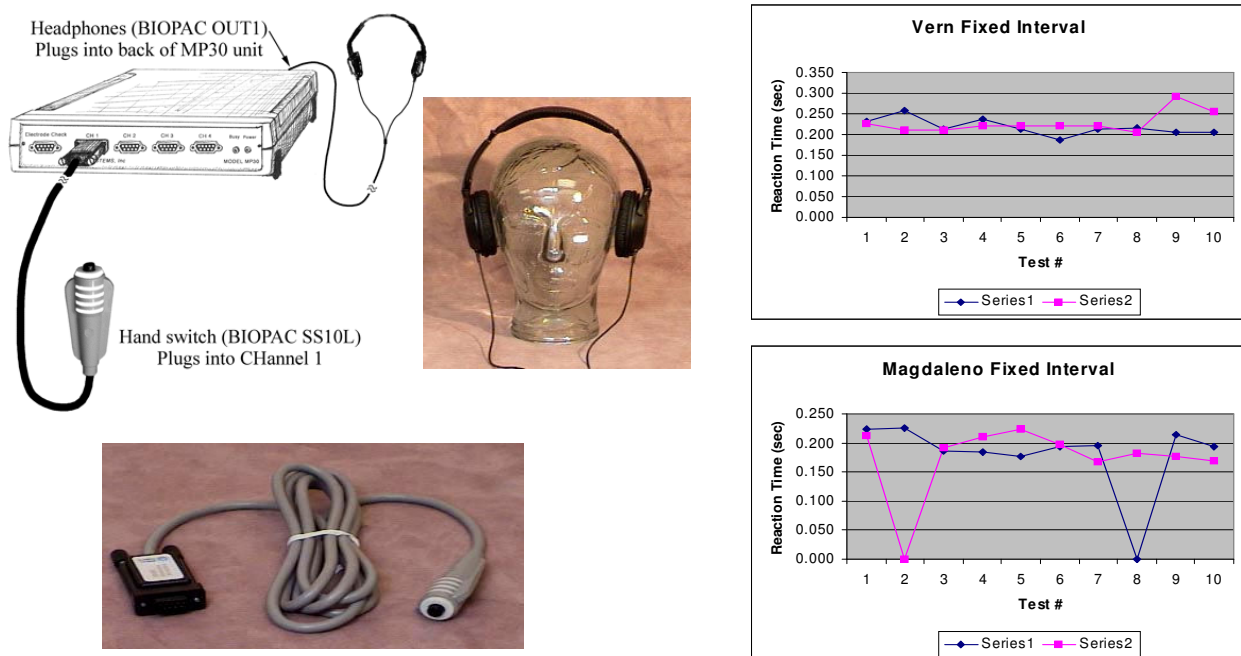 Headphones (BIOPAC OUT1)
Plugs into back of MP30 unit
Electrode Check
CH 1
CH 2
CH 3
CH 4
Busy Power
STEMS, Inc
MODEL MP30
Hand switch (BIOPAC SS10L)
Plugs into CHannel 1
Vern Fixed Interval
Reaction Time (sec)
0.350
0.300
0.250
0.200
0.150
0.100
0.050
0.000
1 2 3 4 5 6 7 8 9 10
Test #
Series1 Series2
Magdaleno Fixed Interval
Reaction Time (sec)
0.250
0.200
0.150
0.100
0.050
0.000
1 2 3 4 5 6 7 8 9 10
Test #
Series1 Series2